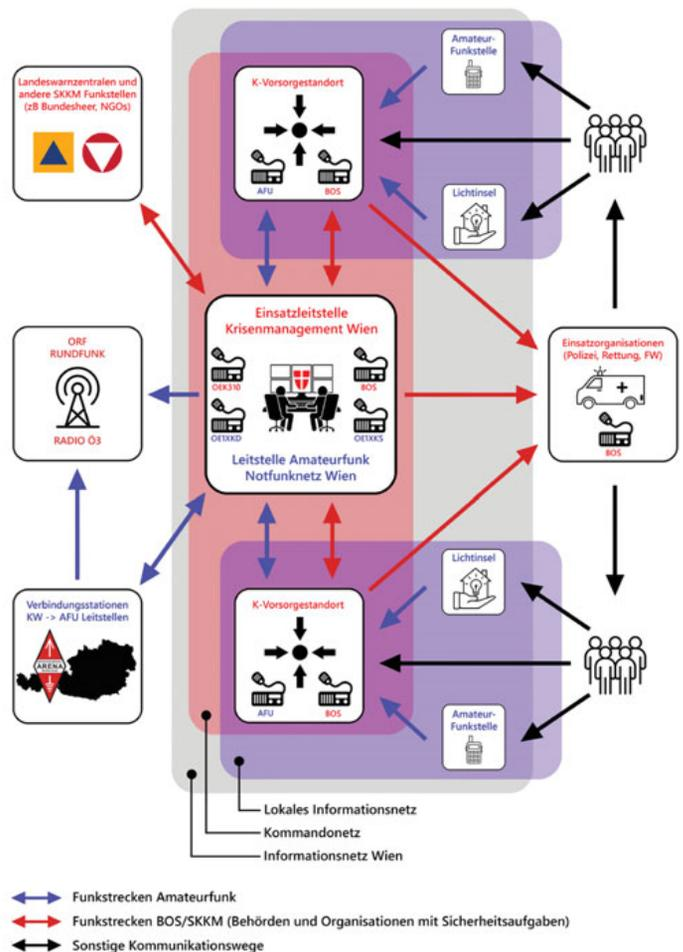 Landeswarnzentralen und
andere SKKM Funkstellen
(zB Bundesheer, NGOs)
K-Vorsorgestandort
AFU
BOS
Amateur-
Funkstelle
Lichtinsel
ORF
RUNDFUNK
RADIO Ö3
Einsatzleitstelle
Krisenmanagement Wien
OEK310
BOS
OE1XKD
OE1XKS
Leitstelle Amateurfunk
Notfunknetz Wien
Einsatzorganisationen
(Polizei, Rettung, FW)
BOS
Verbindungsstationen
KW -> AFU Leitstellen
ARENA
K-Vorsorgestandort
AFU
BOS
Lichtinsel
Amateur-
Funkstelle
Lokales Informationsnetz
Kommandonetz
Informationsnetz Wien
Funkstrecken Amateurfunk
Funkstrecken BOS/SKKM (Behörden und Organisationen mit Sicherheitsaufgaben)
Sonstige Kommunikationswege